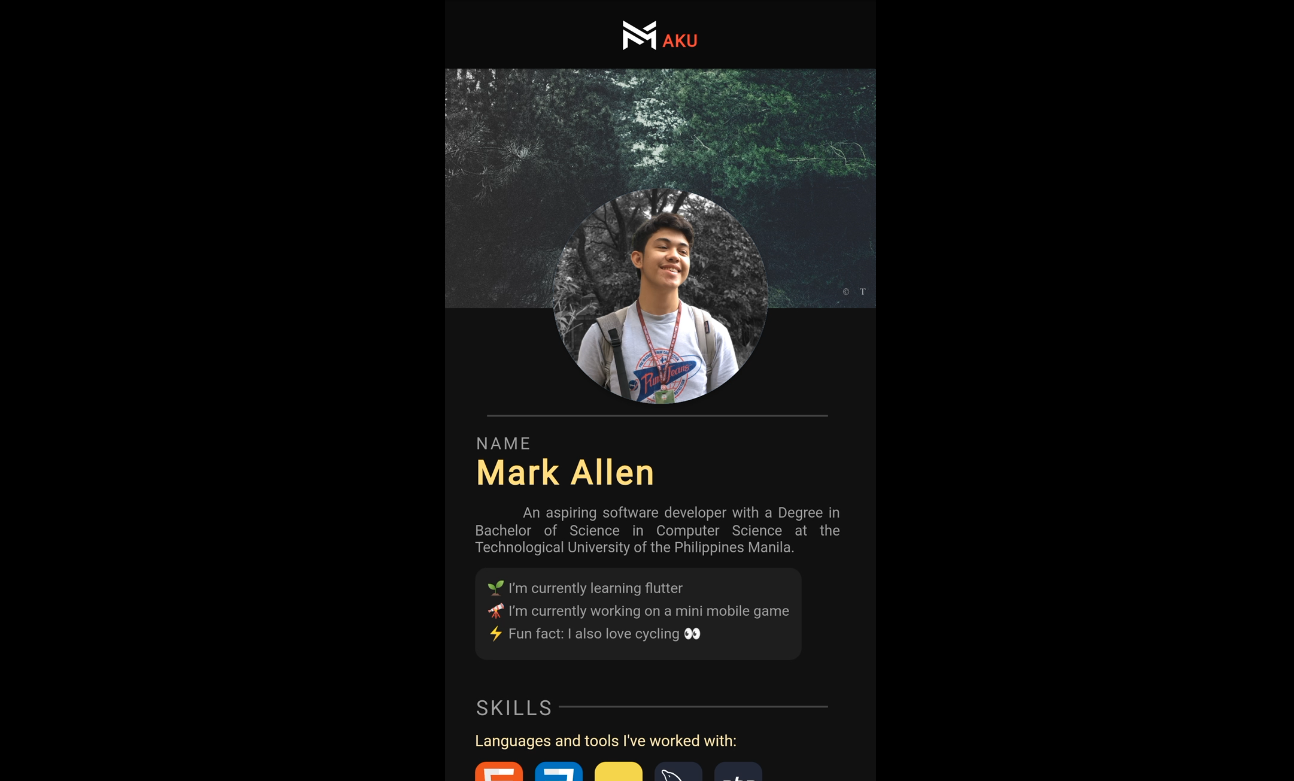 AKU
© T
NAME
Mark Allen
An aspiring software developer with a Degree in
Bachelor of Science in Computer Science at the
Technological University of the Philippines Manila.
🌱 I'm currently learning flutter
🔭 I'm currently working on a mini mobile game
⚡ Fun fact: I also love cycling 👀
SKILLS
Languages and tools I've worked with: